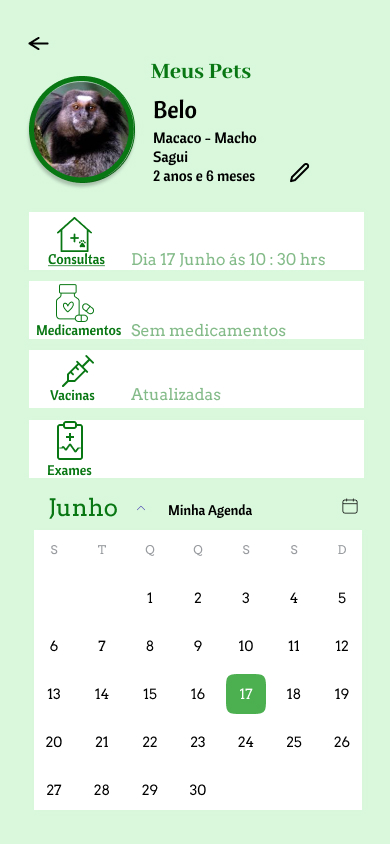 Meus Pets
Belo
Macaco - Macho
Sagui
2 anos e 6 meses
Consultas
Dia 17 Junho ás 10 : 30 hrs
Medicamentos
Sem medicamentos
Vacinas
Atualizadas
Exames
Junho
Minha Agenda
S T Q Q S S D
1 2 3 4 5
6 7 8 9 10 11 12
13 14 15 16 17 18 19
20 21 22 23 24 25 26
27 28 29 30